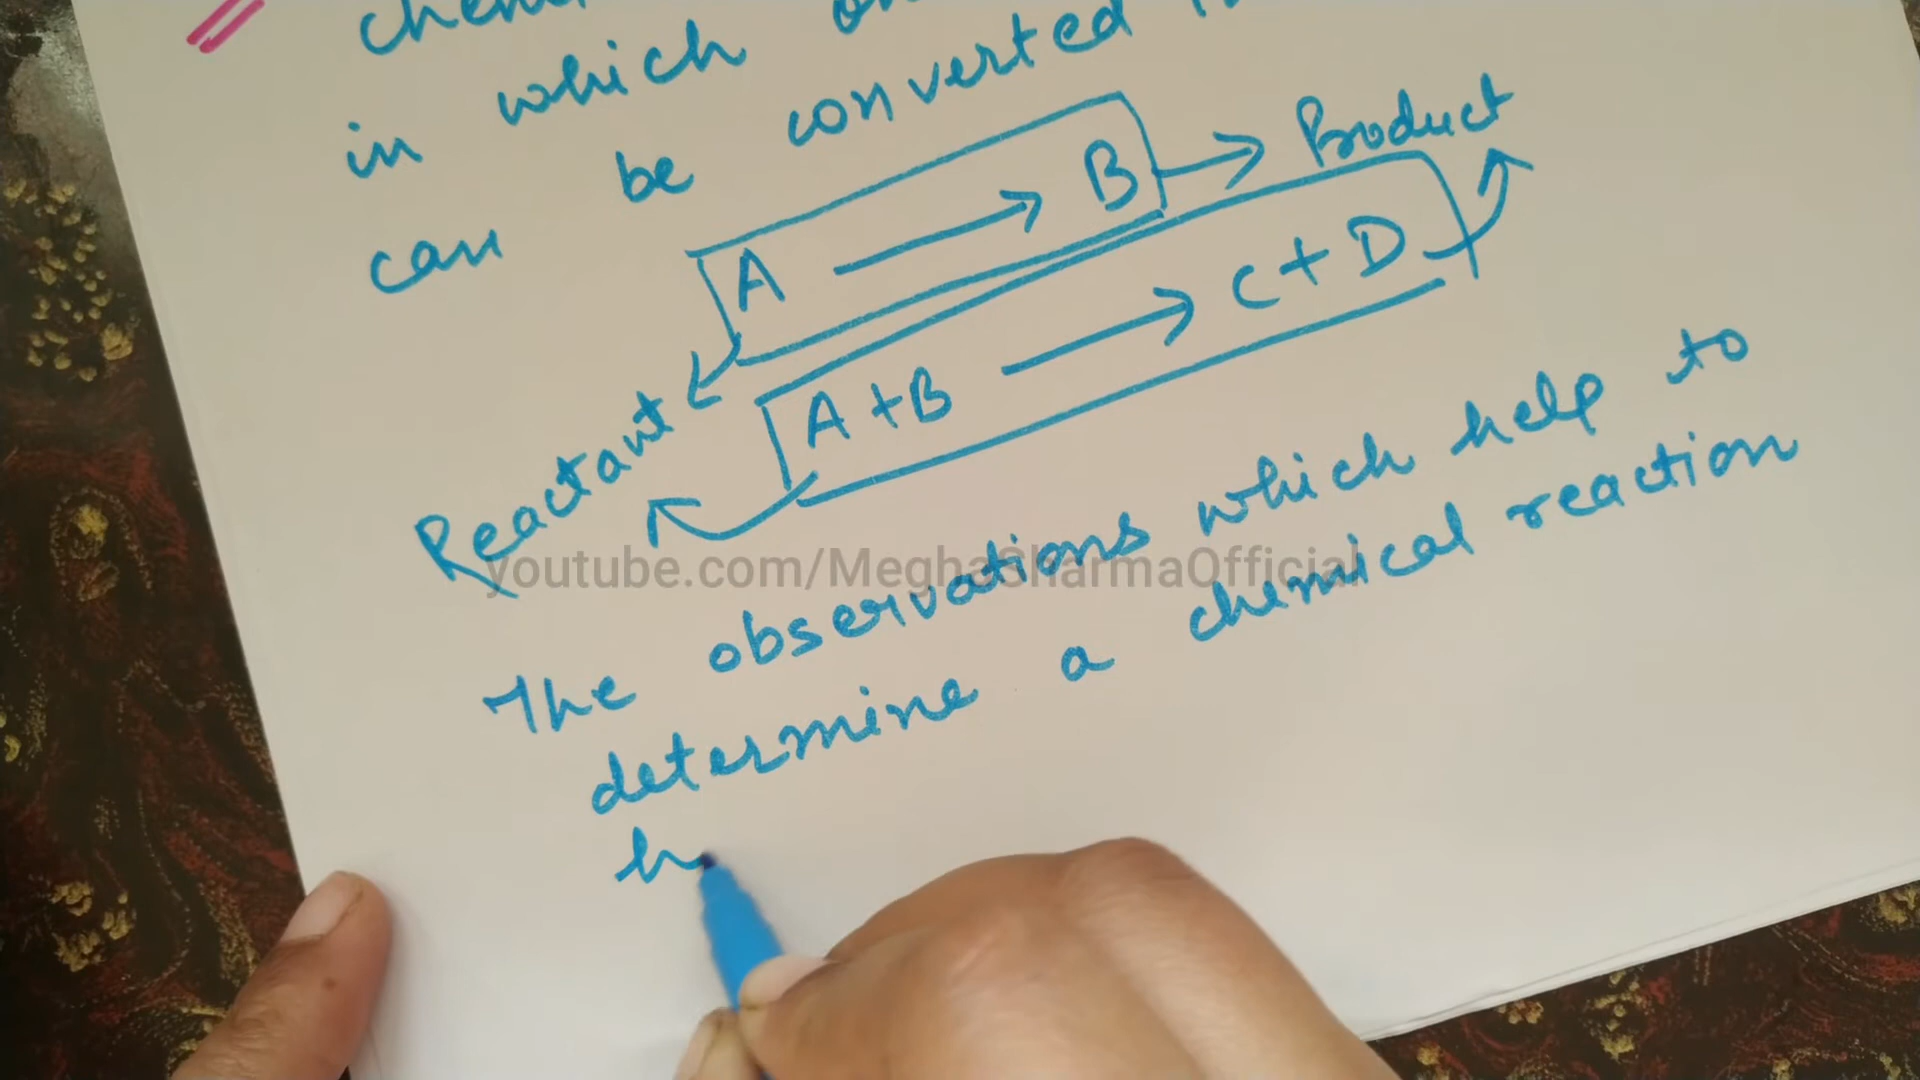 in which
can be converted
A → B → Product
A + B → C + D
Reactant
youtube.com/MeghaSharmaOfficial
The observations which help to
determine a chemical reaction